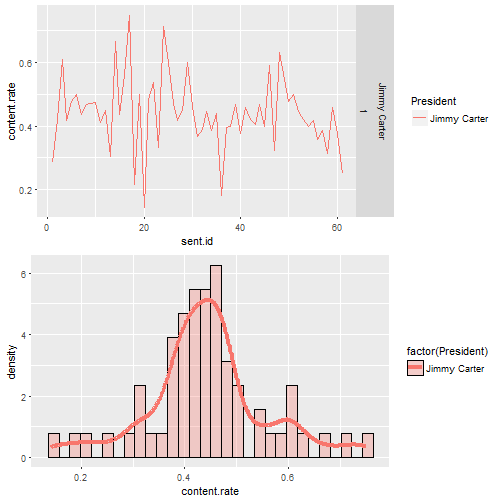 content.rate
0.6
0.4
0.2
0
20
40
60
sent.id
Jimmy Carter
1
President
Jimmy Carter
density
6
4
2
0
0.2
0.4
0.6
content.rate
factor(President)
Jimmy Carter